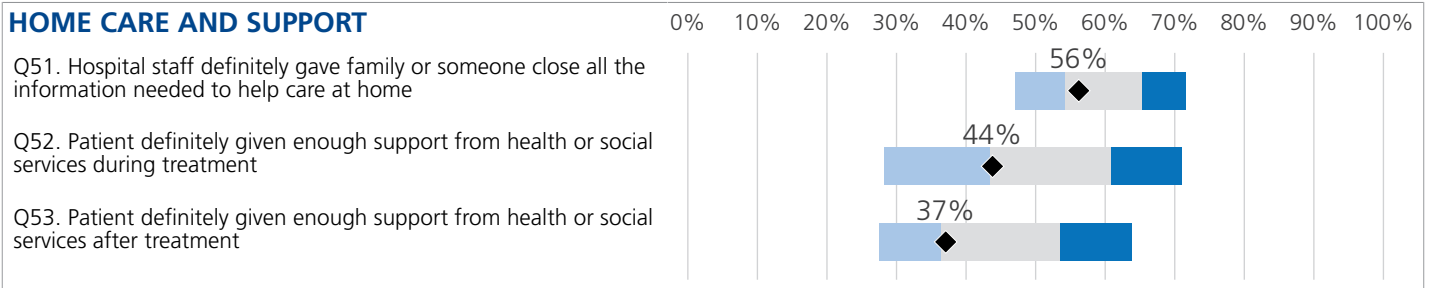 HOME CARE AND SUPPORT
0% 10% 20% 30% 40% 50% 60% 70% 80% 90% 100%
Q51. Hospital staff definitely gave family or someone close all the
information needed to help care at home
56%
Q52. Patient definitely given enough support from health or social
services during treatment
44%
Q53. Patient definitely given enough support from health or social
services after treatment
37%